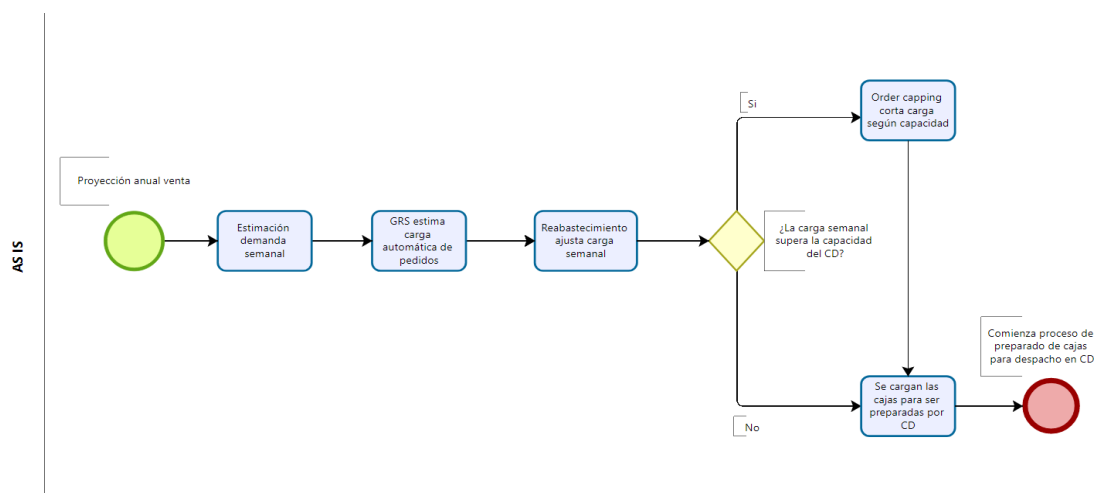 AS IS
Proyección anual venta
Estimación
demanda
semanal
GRS estima
carga
automática de
pedidos
Reabastecimiento
ajusta carga
semanal
¿La carga semanal
supera la capacidad
del CD?
Si
Order capping
corta carga
según capacidad
No
Se cargan las
cajas para ser
preparadas por
CD
Comienza proceso de
preparado de cajas
para despacho en CD